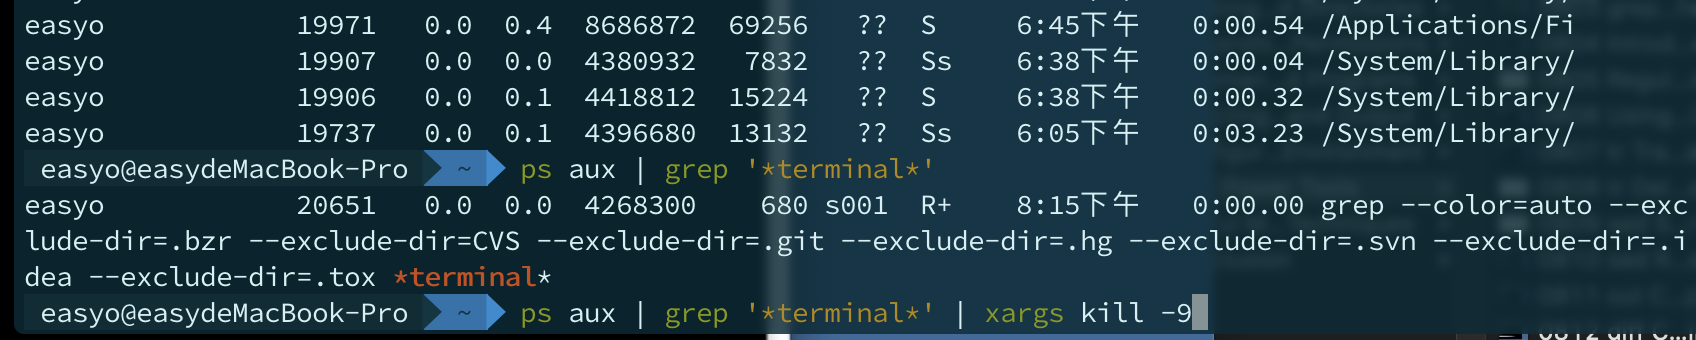 easyo 19971 0.0 0.4 8686872 69256 ?? S 6:45下午 0:00.54 /Applications/Fi
easyo 19907 0.0 0.0 4380932 7832 ?? Ss 6:38下午 0:00.04 /System/Library/
easyo 19906 0.0 0.1 4418812 15224 ?? S 6:38下午 0:00.32 /System/Library/
easyo 19737 0.0 0.1 4396680 13132 ?? Ss 6:05下午 0:03.23 /System/Library/
easyo@easydeMacBook-Pro ~ ps aux | grep '*terminal*'
easyo 20651 0.0 0.0 4268300 680 s001 R+ 8:15下午 0:00.00 grep --color=auto --exc
lude-dir=.bzr --exclude-dir=CVS --exclude-dir=.git --exclude-dir=.hg --exclude-dir=.svn --exclude-dir=.i
dea --exclude-dir=.tox *terminal*
easyo@easydeMacBook-Pro ~ ps aux | grep '*terminal*' | xargs kill -9